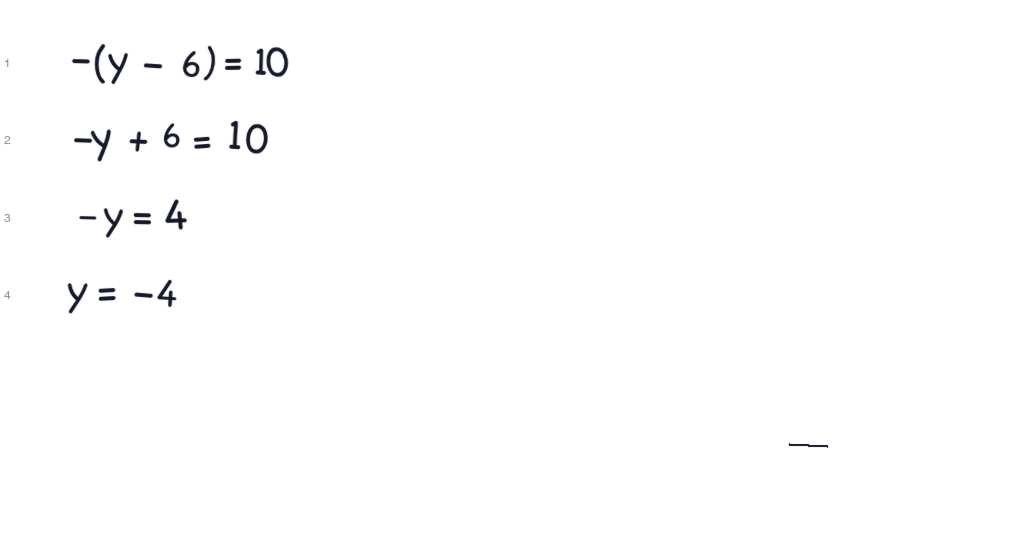 1 -(y - 6) = 10
2 -y + 6 = 10
3 -y = 4
4 y = -4